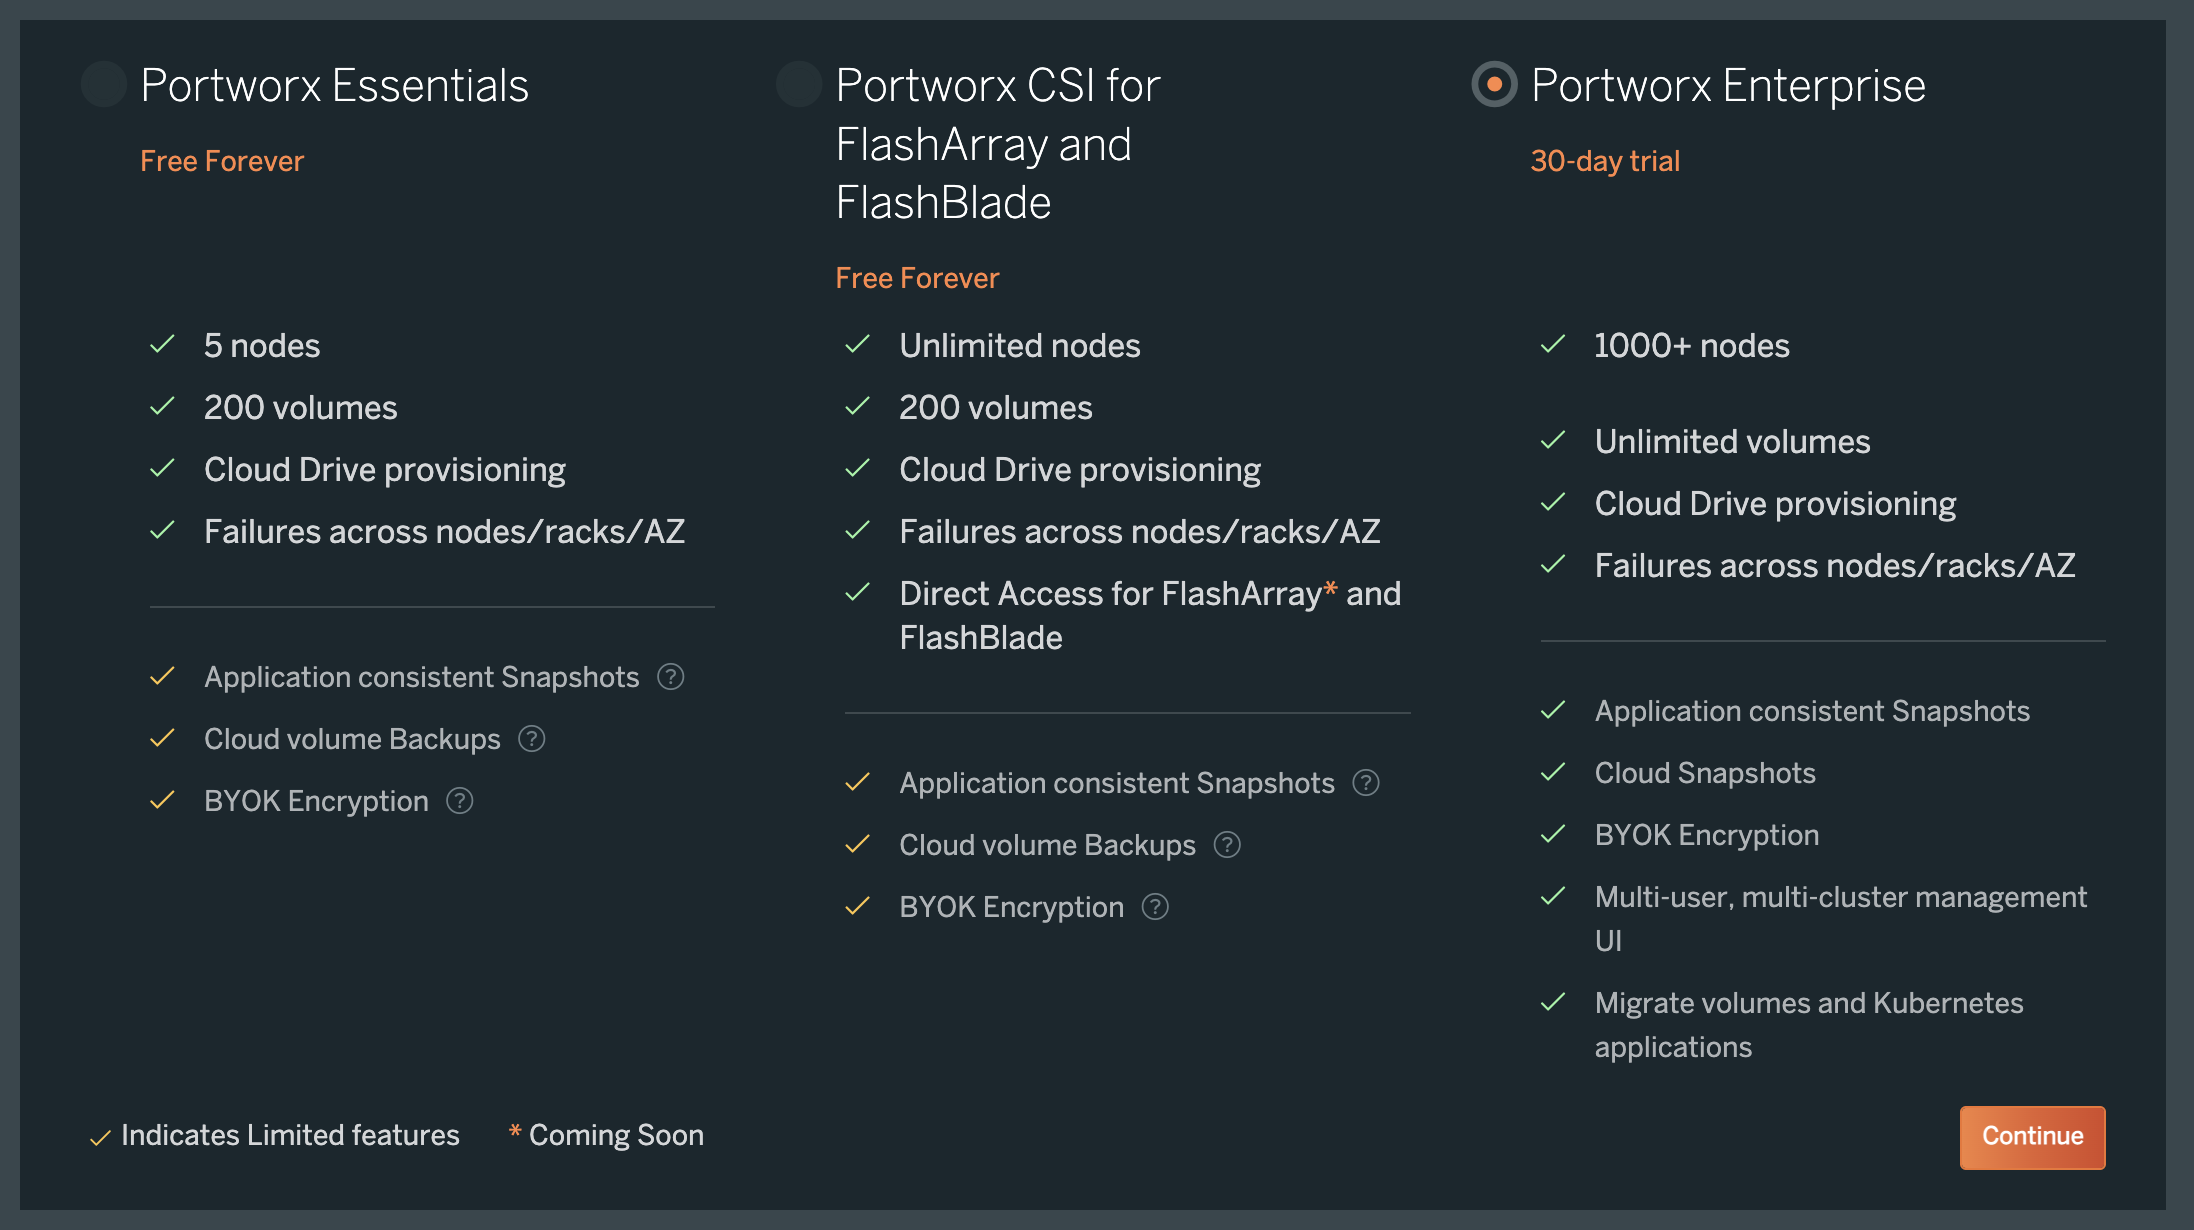 Portworx Essentials
Free Forever
5 nodes
200 volumes
Cloud Drive provisioning
Failures across nodes/racks/AZ
Application consistent Snapshots ?
Cloud volume Backups ?
BYOK Encryption ?
Portworx CSI for
FlashArray and
FlashBlade
Free Forever
Unlimited nodes
200 volumes
Cloud Drive provisioning
Failures across nodes/racks/AZ
Direct Access for FlashArray* and
FlashBlade
Application consistent Snapshots ?
Cloud volume Backups ?
BYOK Encryption ?
Portworx Enterprise
30-day trial
1000+ nodes
Unlimited volumes
Cloud Drive provisioning
Failures across nodes/racks/AZ
Application consistent Snapshots
Cloud Snapshots
BYOK Encryption
Multi-user, multi-cluster management
UI
Migrate volumes and Kubernetes
applications
Indicates Limited features
* Coming Soon
Continue